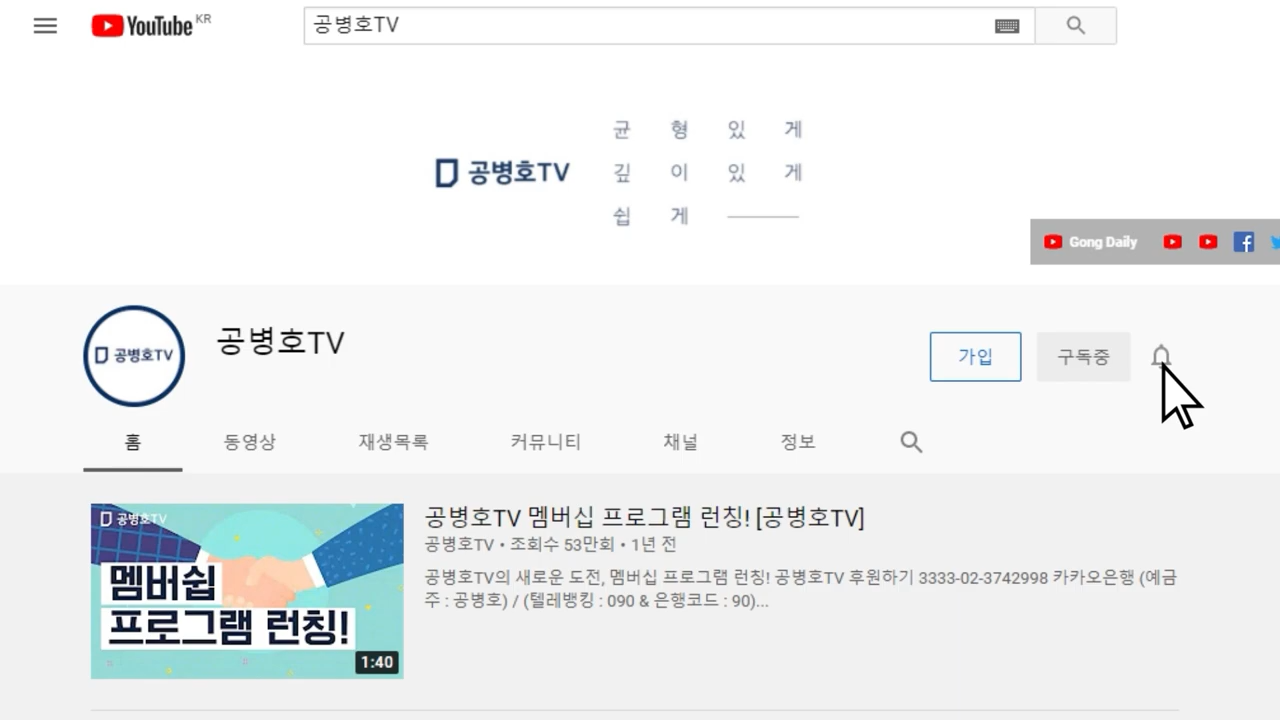 YouTube KR
공병호TV
균형있게
공병호TV 깊이있게
쉽게
Gong Daily
공병호TV
공병호TV
가입
구독중
홈 동영상 재생목록 커뮤니티 채널 정보
공병호TV
멤버쉽
프로그램 런칭!
1:40
공병호TV 멤버십 프로그램 런칭! [공병호TV]
공병호TV • 조회수 53만회 • 1년 전
공병호TV의 새로운 도전, 멤버십 프로그램 런칭! 공병호TV 후원하기 3333-02-3742998 카카오은행 (예금
주 : 공병호) / (텔레뱅킹 : 090 & 은행코드 : 90)...